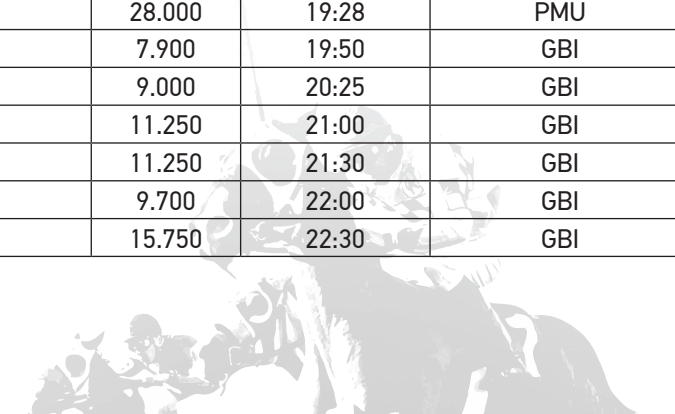 28.000 19:28 PMU
7.900 19:50 GBI
9.000 20:25 GBI
11.250 21:00 GBI
11.250 21:30 GBI
9.700 22:00 GBI
15.750 22:30 GBI